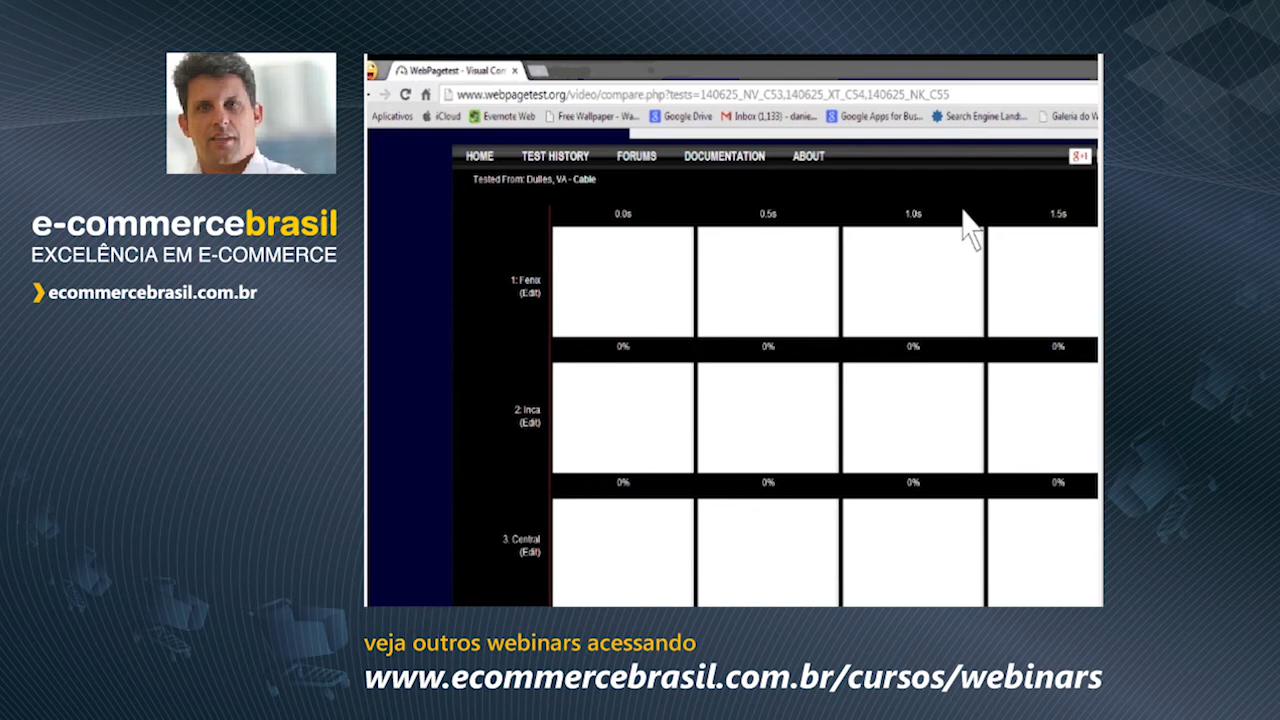 e-commercebrasil
EXCELÊNCIA EM E-COMMERCE
ecommercebrasil.com.br
WebPagetest - Visual Con
www.webpagetest.org/video/compare.php?tests=140625_NV_C53,140625_XT_C54,140625_NK_C55
Aplicativos iCloud Evernote Web Free Wallpaper - Wa... Google Drive Inbox (1,133) - danie... Google Apps for Bus... Search Engine Land:... Galeria do W
HOME TEST HISTORY FORUMS DOCUMENTATION ABOUT g+1
Tested From: Dulles, VA - Cable
0.0s 0.5s 1.0s 1.5s
1: Fenix
(Edit)
0% 0% 0% 0%
2: Inca
(Edit)
0% 0% 0% 0%
3. Central
(Edit)
veja outros webinars acessando
www.ecommercebrasil.com.br/cursos/webinars